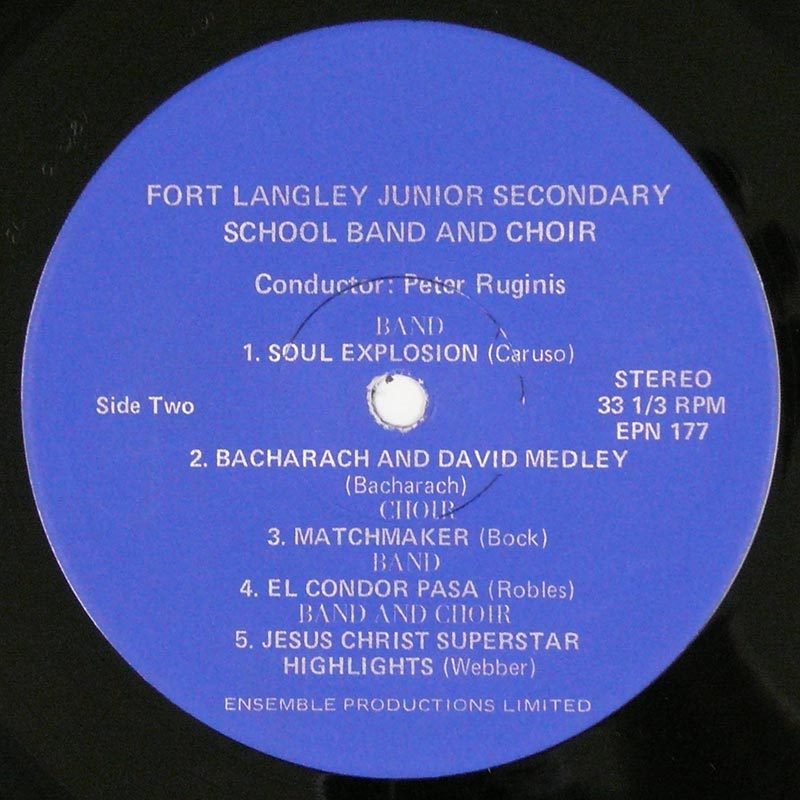 FORT LANGLEY JUNIOR SECONDARY
SCHOOL BAND AND CHOIR
Conductor: Peter Ruginis
BAND
1. SOUL EXPLOSION (Caruso)
Side Two
STEREO
33 1/3 RPM
EPN 177
2. BACHARACH AND DAVID MEDLEY
(Bacharach)
CHOIR
3. MATCHMAKER (Bock)
BAND
4. EL CONDOR PASA (Robles)
BAND AND CHOIR
5. JESUS CHRIST SUPERSTAR
HIGHLIGHTS (Webber)
ENSEMBLE PRODUCTIONS LIMITED